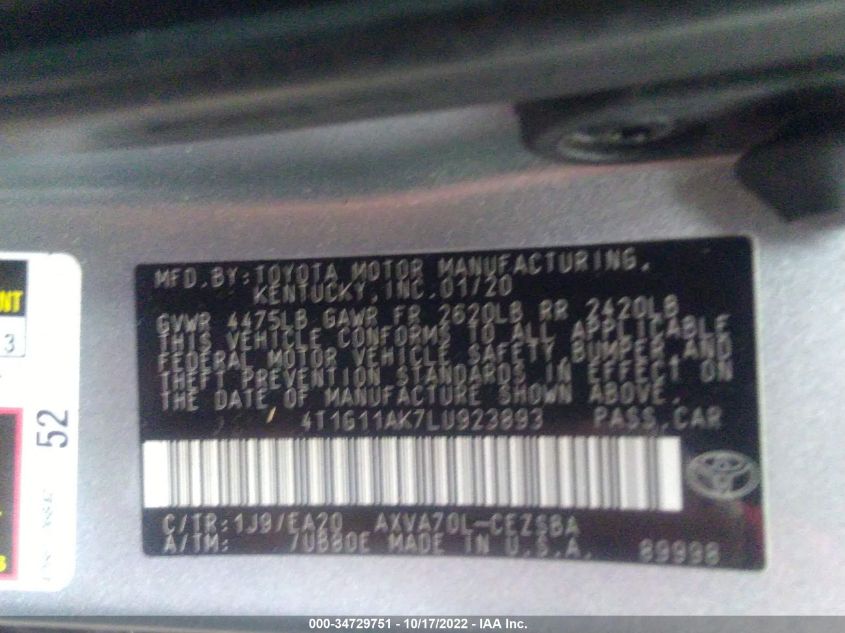 MFD.BY:TOYOTA MOTOR MANUFACTURING,
KENTUCKY,INC.01/20
GVWR 4475LB GAWR FR 2620LB RR 2420LB
THIS VEHICLE CONFORMS TO ALL APPLICABLE
FEDERAL MOTOR VEHICLE SAFETY, BUMPER AND
THEFT PREVENTION STANDARDS IN EFFECT ON
THE DATE OF MANUFACTURE SHOWN ABOVE.
4T1G11AK7LU923893 PASS.CAR
C/TR:1J9/EA20 AXVA70L-CEZSBA
A/TM: 7U880E MADE IN U.S.A. 89998
NT
3
52
000-34729751 - 10/17/2022 - IAA Inc.